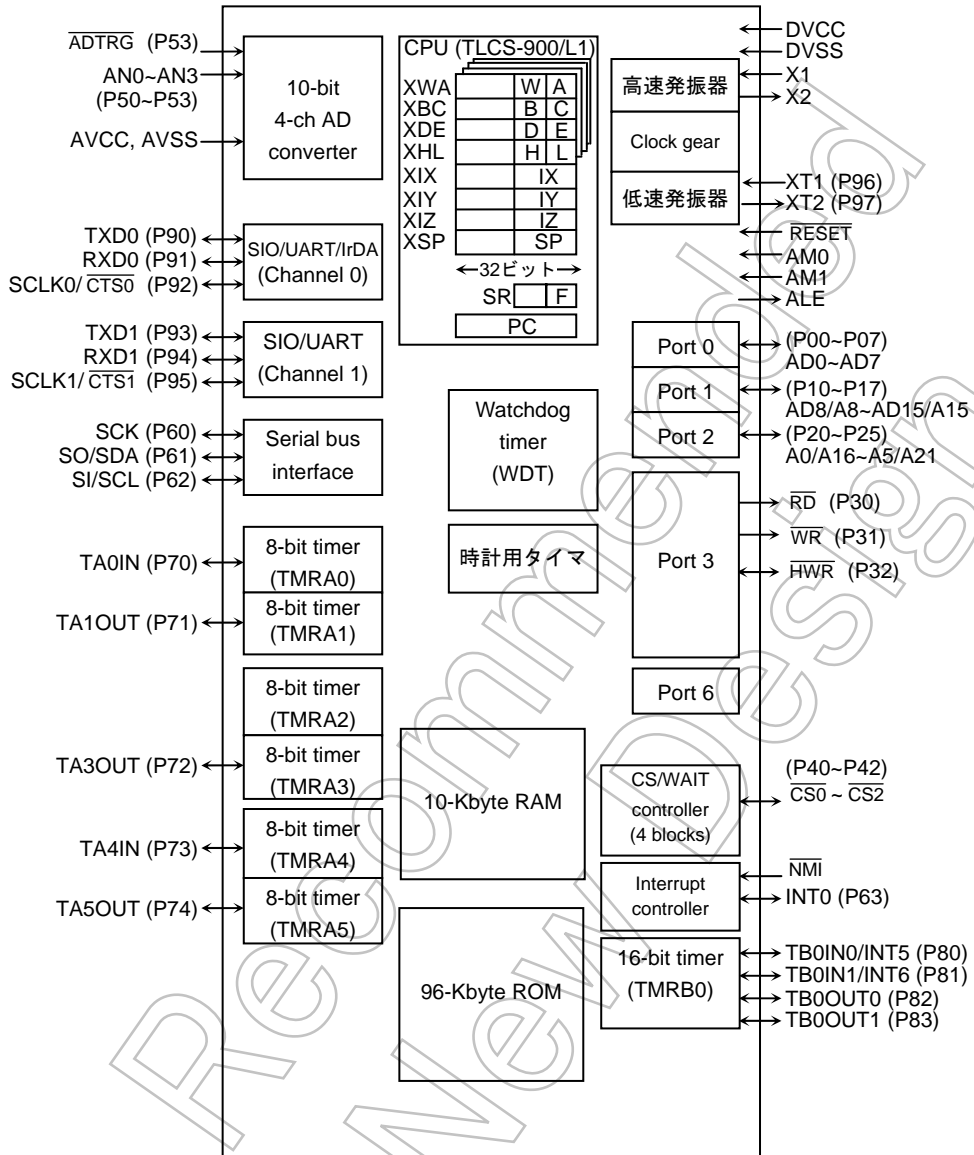 ADTRG (P53)
AN0~AN3
(P50~P53)
AVCC, AVSS
10-bit
4-ch AD
converter
TXD0 (P90)
RXD0 (P91)
SCLK0/ CTS0 (P92)
SIO/UART/IrDA
(Channel 0)
TXD1 (P93)
RXD1 (P94)
SCLK1/ CTS1 (P95)
SIO/UART
(Channel 1)
SCK (P60)
SO/SDA (P61)
SI/SCL (P62)
Serial bus
interface
TA0IN (P70)
8-bit timer
(TMRA0)
TA1OUT (P71)
8-bit timer
(TMRA1)
8-bit timer
(TMRA2)
TA3OUT (P72)
8-bit timer
(TMRA3)
TA4IN (P73)
8-bit timer
(TMRA4)
TA5OUT (P74)
8-bit timer
(TMRA5)
CPU (TLCS-900/L1)
XWA W A
XBC B C
XDE D E
XHL H L
XIX IX
XIY IY
XIZ IZ
XSP SP
32ビット
SR F
PC
Watchdog
timer
(WDT)
時計用タイマ
10-Kbyte RAM
96-Kbyte ROM
高速発振器
Clock gear
低速発振器
DVCC
DVSS
X1
X2
XT1 (P96)
XT2 (P97)
RESET
AM0
AM1
ALE
Port 0
(P00~P07)
AD0~AD7
Port 1
(P10~P17)
AD8/A8~AD15/A15
Port 2
(P20~P25)
A0/A16~A5/A21
Port 3
RD (P30)
WR (P31)
HWR (P32)
Port 6
CS/WAIT
controller
(4 blocks)
(P40~P42)
CS0 ~ CS2
Interrupt
controller
NMI
INT0 (P63)
16-bit timer
(TMRB0)
TB0IN0/INT5 (P80)
TB0IN1/INT6 (P81)
TB0OUT0 (P82)
TB0OUT1 (P83)
Recommended
New Design